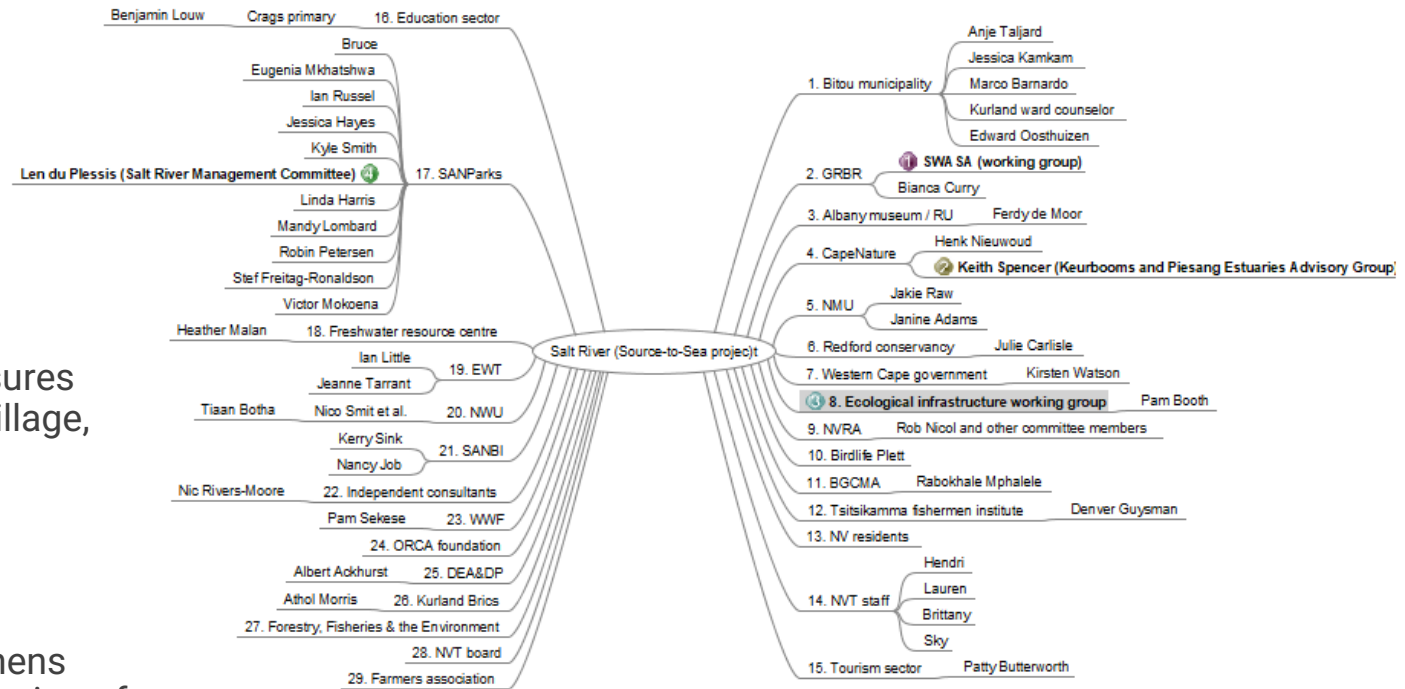 Benjamin Louw
Crags primary
16. Education sector
Bruce
Eugenia Mkhatshwa
Ian Russel
Jessica Hayes
Kyle Smith
Len du Plessis (Salt River Management Committee) 4
17. SANParks
Linda Harris
Mandy Lombard
Robin Petersen
Stef Freitag-Ronaldson
Victor Mokoena
Heather Malan
18. Freshwater resource centre
Ian Little
Jeanne Tarrant
19. EWT
Tiaan Botha
Nico Smit et al.
20. NWU
Kerry Sink
Nancy Job
21. SANBI
Nic Rivers-Moore
22. Independent consultants
Pam Sekese
23. WWF
24. ORCA foundation
Albert Ackhurst
25. DEA&DP
Athol Morris
26. Kurland Brics
27. Forestry, Fisheries & the Environment
28. NVT board
29. Farmers association
sures
illage,
nens
Salt River (Source-to-Sea projec)t
1. Bitou municipality
Anje Taljard
Jessica Kamkam
Marco Barnardo
Kurland ward counselor
Edward Oosthuizen
2. GRBR
1 SWA SA (working group)
Bianca Curry
3. Albany museum / RU
Ferdy de Moor
4. CapeNature
Henk Nieuwoud
2 Keith Spencer (Keurbooms and Piesang Estuaries Advisory Group)
5. NMU
Jakie Raw
Janine Adams
6. Redford conservancy
Julie Carlisle
7. Western Cape government
Kirsten Watson
3 8. Ecological infrastructure working group
Pam Booth
9. NVRA
Rob Nicol and other committee members
10. Birdlife Plett
11. BGCMA
Rabokhale Mphalele
12. Tsitsikamma fishermen institute
Denver Guysman
13. NV residents
14. NVT staff
Hendri
Lauren
Brittany
Sky
15. Tourism sector
Patty Butterworth